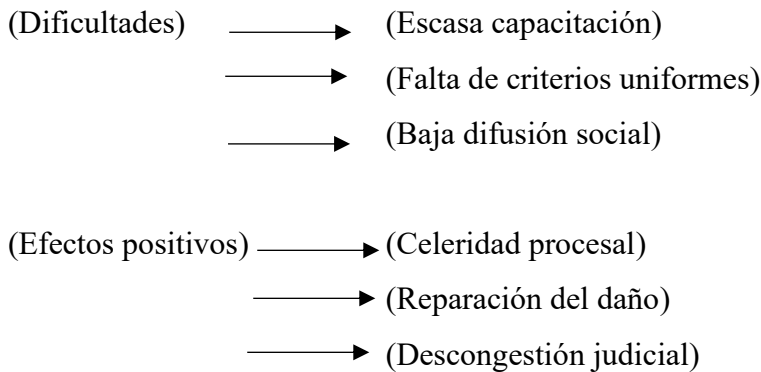 (Dificultades) (Escasa capacitación)
(Falta de criterios uniformes)
(Baja difusión social)
(Efectos positivos) (Celeridad procesal)
(Reparación del daño)
(Descongestión judicial)